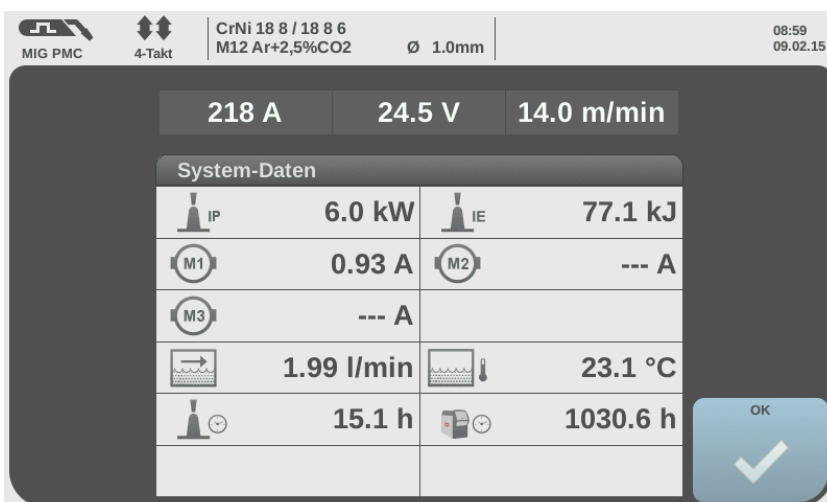 MIG PMC
4-Takt
CrNi 18 8 / 18 8 6
M12 Ar+2,5%CO2 Ø 1.0mm
08:59
09.02.15
218 A 24.5 V 14.0 m/min
System-Daten
IP 6.0 kW IE 77.1 kJ
M1 0.93 A M2 --- A
M3 --- A
1.99 l/min 23.1 °C
15.1 h 1030.6 h
OK